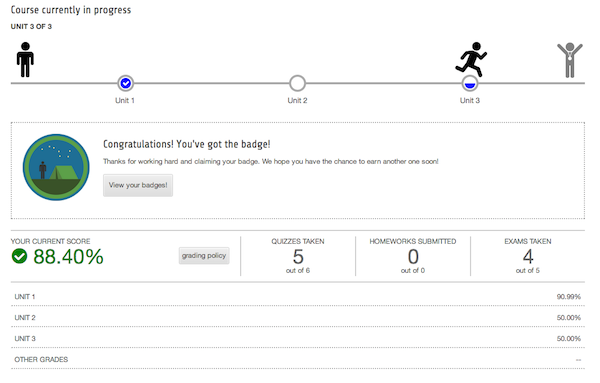 Course currently in progress
UNIT 3 OF 3
Unit 1
Unit 2
Unit 3
Congratulations! You've got the badge!
Thanks for working hard and claiming your badge. We hope you have the chance to earn another one soon!
View your badges!
YOUR CURRENT SCORE
88.40%
grading policy
QUIZZES TAKEN
5
out of 6
HOMEWORKS SUBMITTED
0
out of 0
EXAMS TAKEN
4
out of 5
UNIT 1 90.99%
UNIT 2 50.00%
UNIT 3 50.00%
OTHER GRADES --